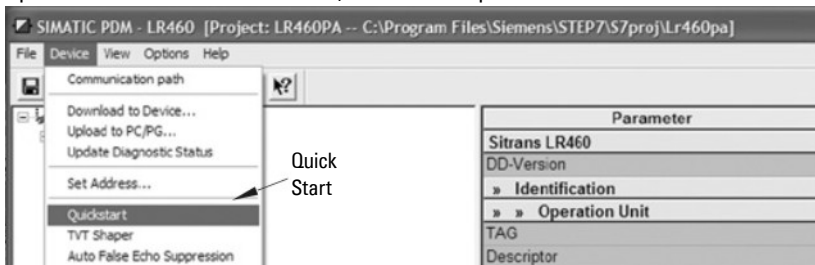 SIMATIC PDM - LR460 [Project: LR460PA -- C:\Program Files\Siemens\STEP7\S7proj\Lr460pa]
File Device View Options Help
Communication path
Download to Device...
Upload to PC/PG...
Update Diagnostic Status
Set Address...
Quickstart
TVT Shaper
Auto False Echo Suppression
Quick
Start
Parameter
Sitrans LR460
DD-Version
» Identification
» » Operation Unit
TAG
Descriptor